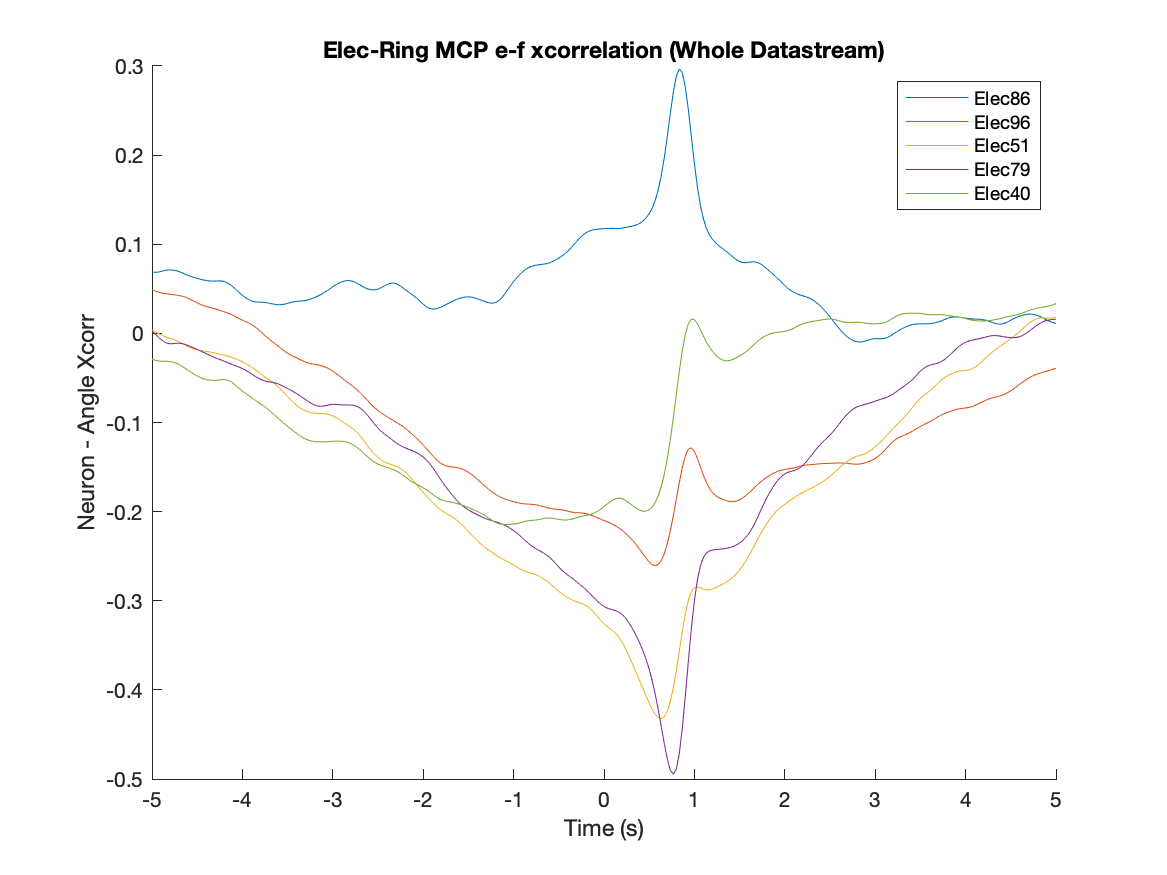 Elec-Ring MCP e-f xcorrelation (Whole Datastream)
Elec86
Elec96
Elec51
Elec79
Elec40
Neuron - Angle Xcorr
0.3
0.2
0.1
0
-0.1
-0.2
-0.3
-0.4
-0.5
-5 -4 -3 -2 -1 0 1 2 3 4 5
Time (s)